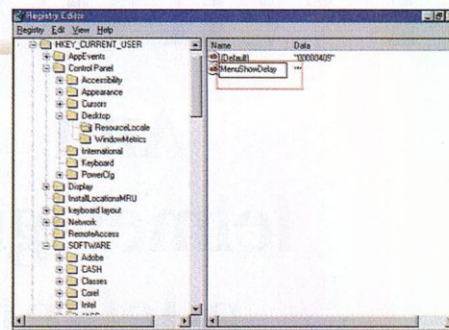 Registry Editor
Registry Edit View Help
HKEY_CURRENT_USER
AppEvents
Control Panel
Accessibility
Appearance
Cursors
Desktop
ResourceLocale
WindowMetrics
International
Keyboard
PowerCfg
Display
InstallLocationsMRU
keyboard layout
Network
RemoteAccess
SOFTWARE
Adobe
CASH
Classes
Corel
Intel
Name Data
(Default) "00000409"
MenuShowDelay ""